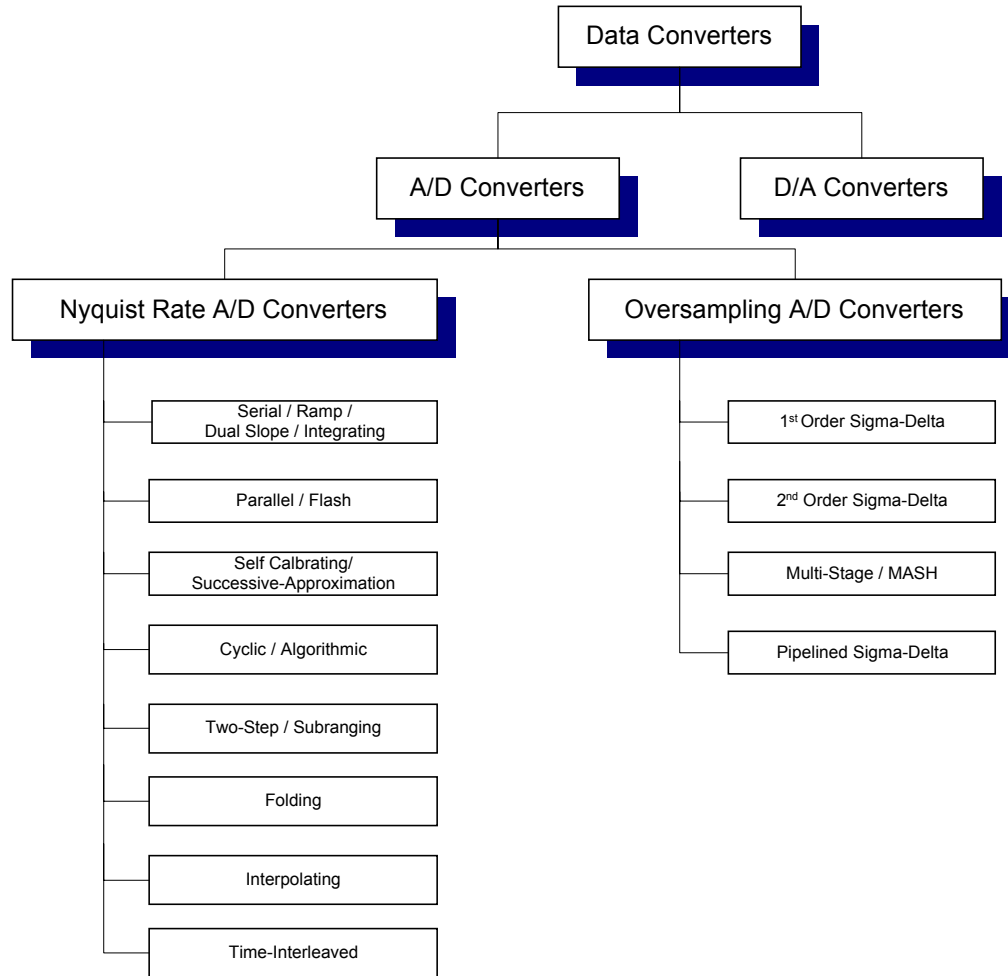 Data Converters
A/D Converters
D/A Converters
Nyquist Rate A/D Converters
Oversampling A/D Converters
Serial / Ramp /
Dual Slope / Integrating
Parallel / Flash
Self Calbrating/
Successive-Approximation
Cyclic / Algorithmic
Two-Step / Subranging
Folding
Interpolating
Time-Interleaved
1st Order Sigma-Delta
2nd Order Sigma-Delta
Multi-Stage / MASH
Pipelined Sigma-Delta